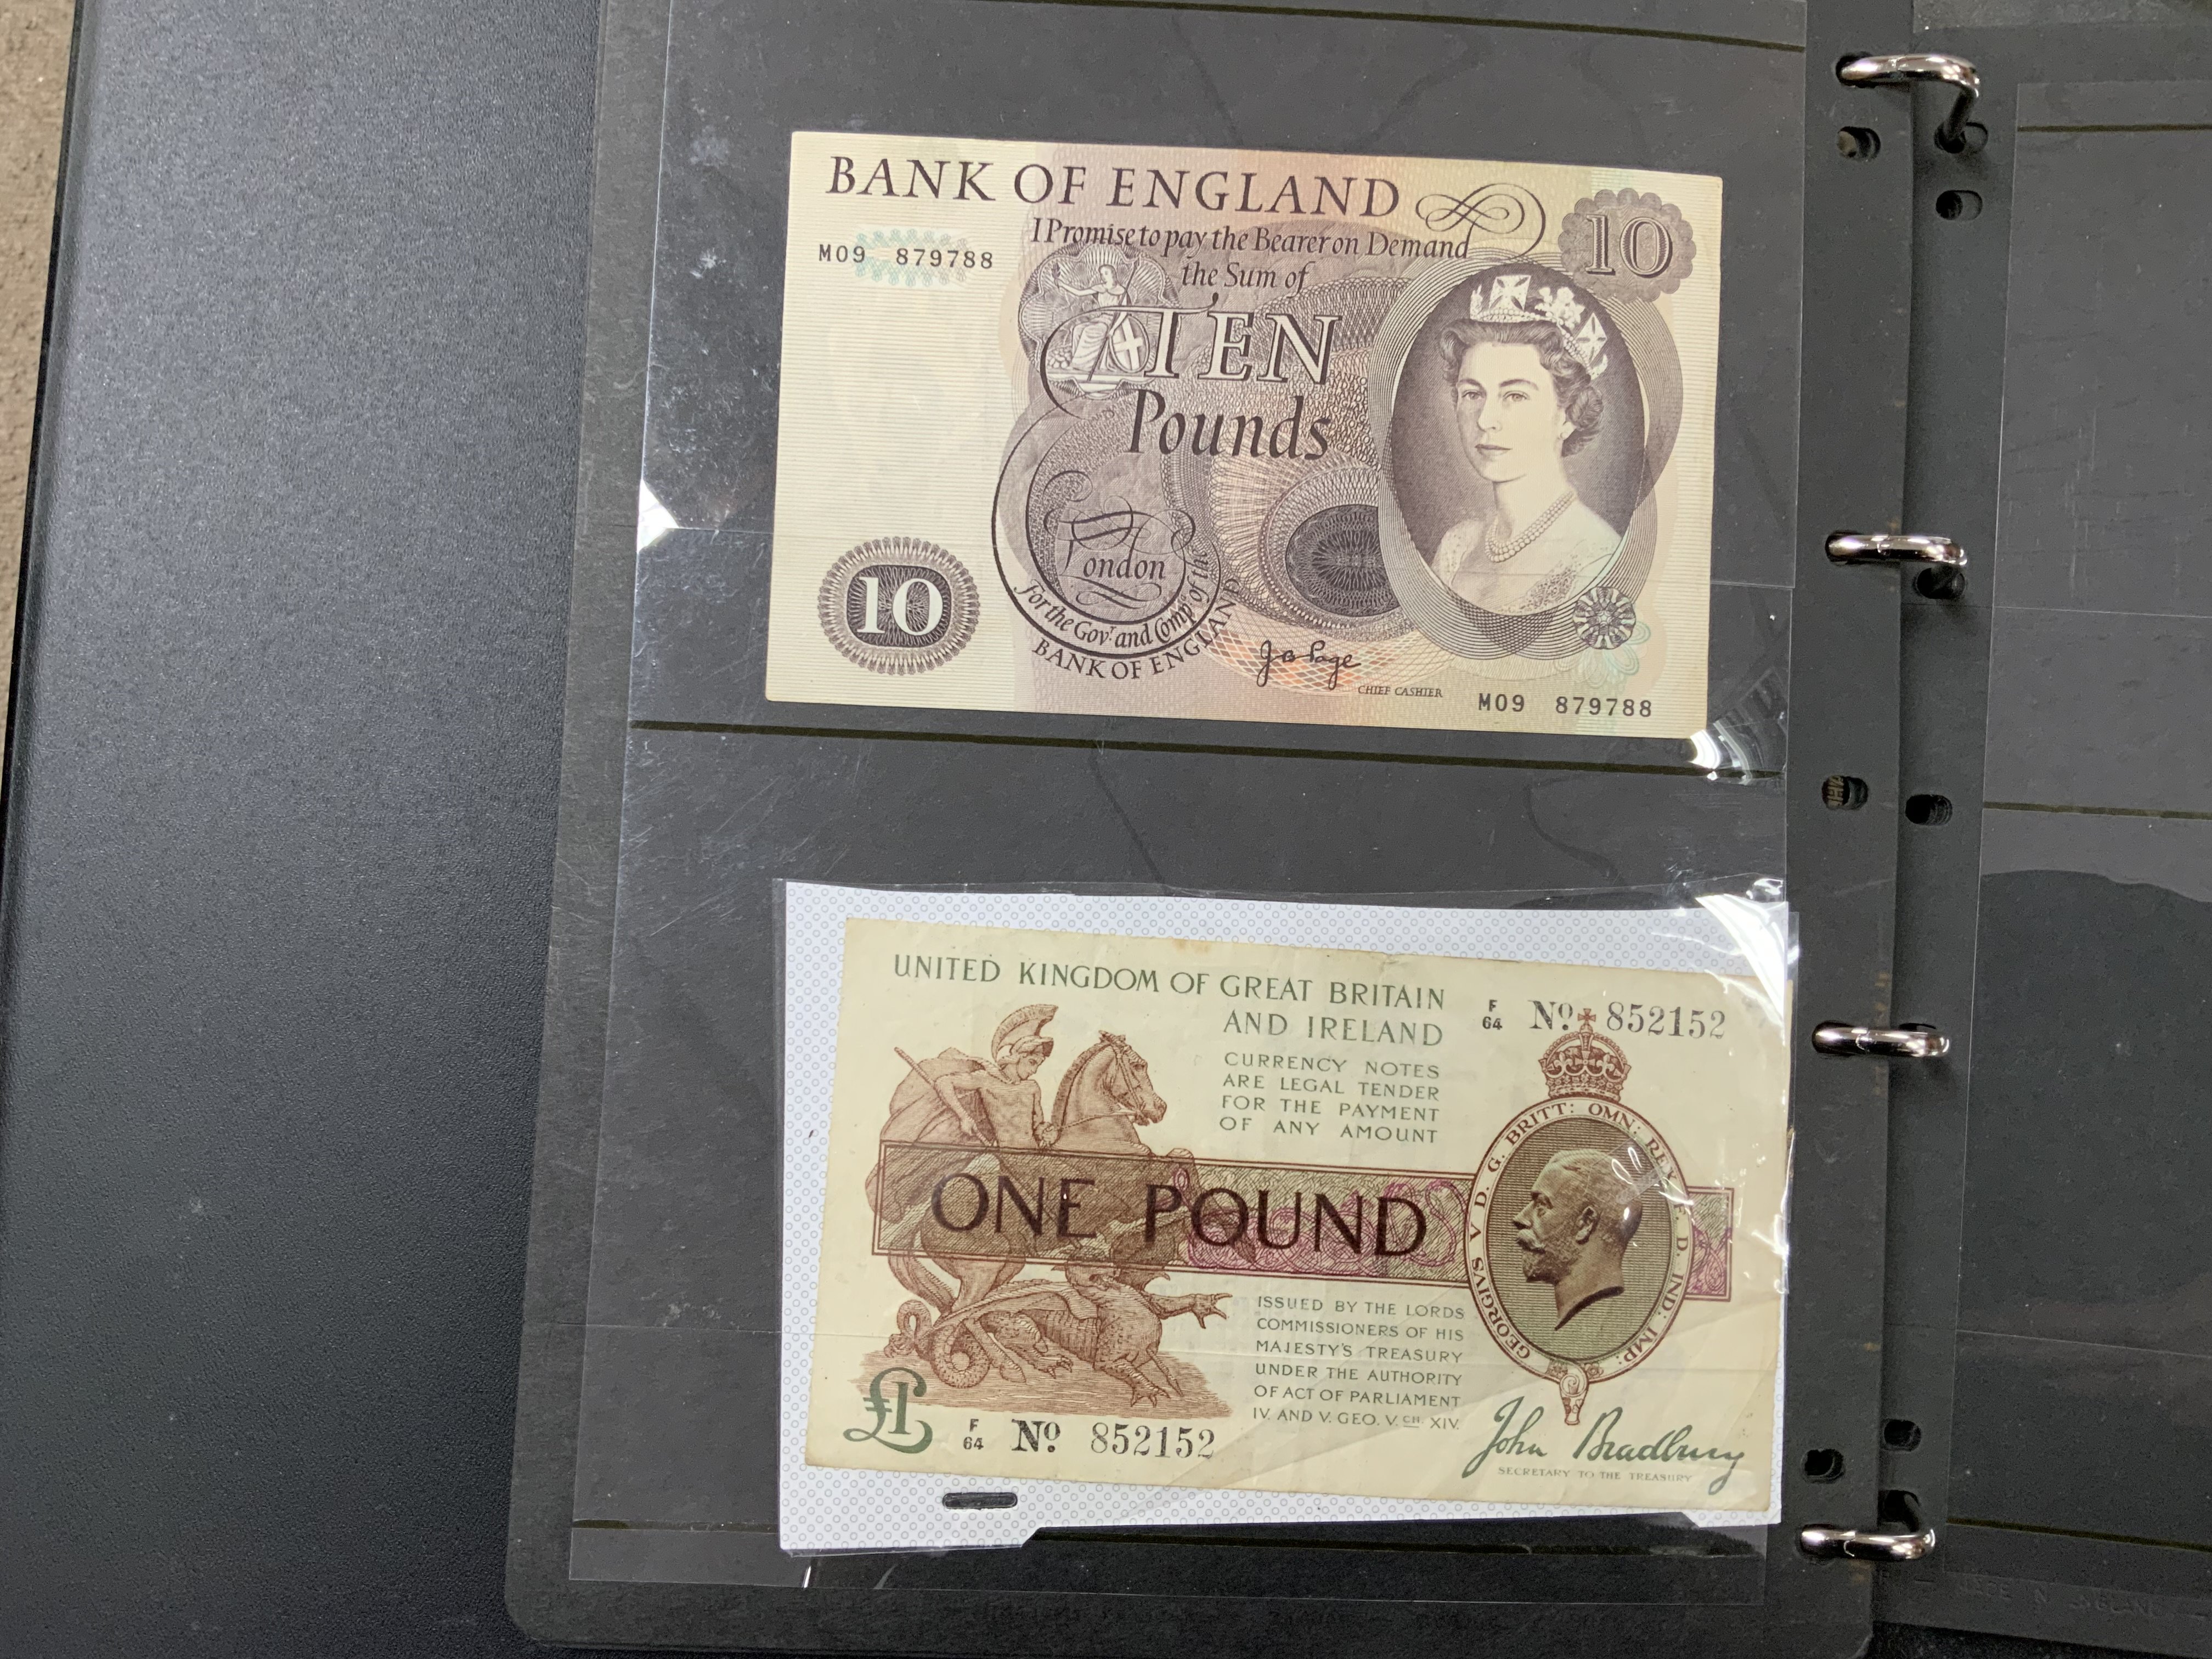 BANK OF ENGLAND
10
I Promise to pay the Bearer on Demand
the Sum of
M09 879788
TEN
Pounds
London
For the Govr. and Compa. of the
BANK OF ENGLAND
10
J B Page
CHIEF CASHIER
M09 879788
UNITED KINGDOM OF GREAT BRITAIN
AND IRELAND
F
64 No. 852152
CURRENCY NOTES
ARE LEGAL TENDER
FOR THE PAYMENT
OF ANY AMOUNT
GEORGIVS V D. G. BRITT: OMN: REX F. D. IND: IMP:
ONE POUND
ISSUED BY THE LORDS
COMMISSIONERS OF HIS
MAJESTY'S TREASURY
UNDER THE AUTHORITY
OF ACT OF PARLIAMENT
IV. AND V. GEO. V. CH. XIV.
£1
F
64 No. 852152
John Bradbury
SECRETARY TO THE TREASURY
MADE IN ENGLAND